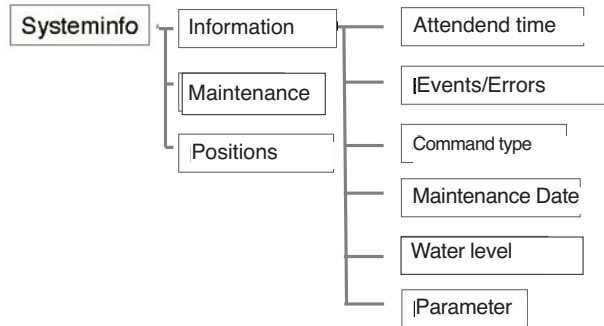 Systeminfo
Information
Maintenance
Positions
Attendend time
Events/Errors
Command type
Maintenance Date
Water level
Parameter